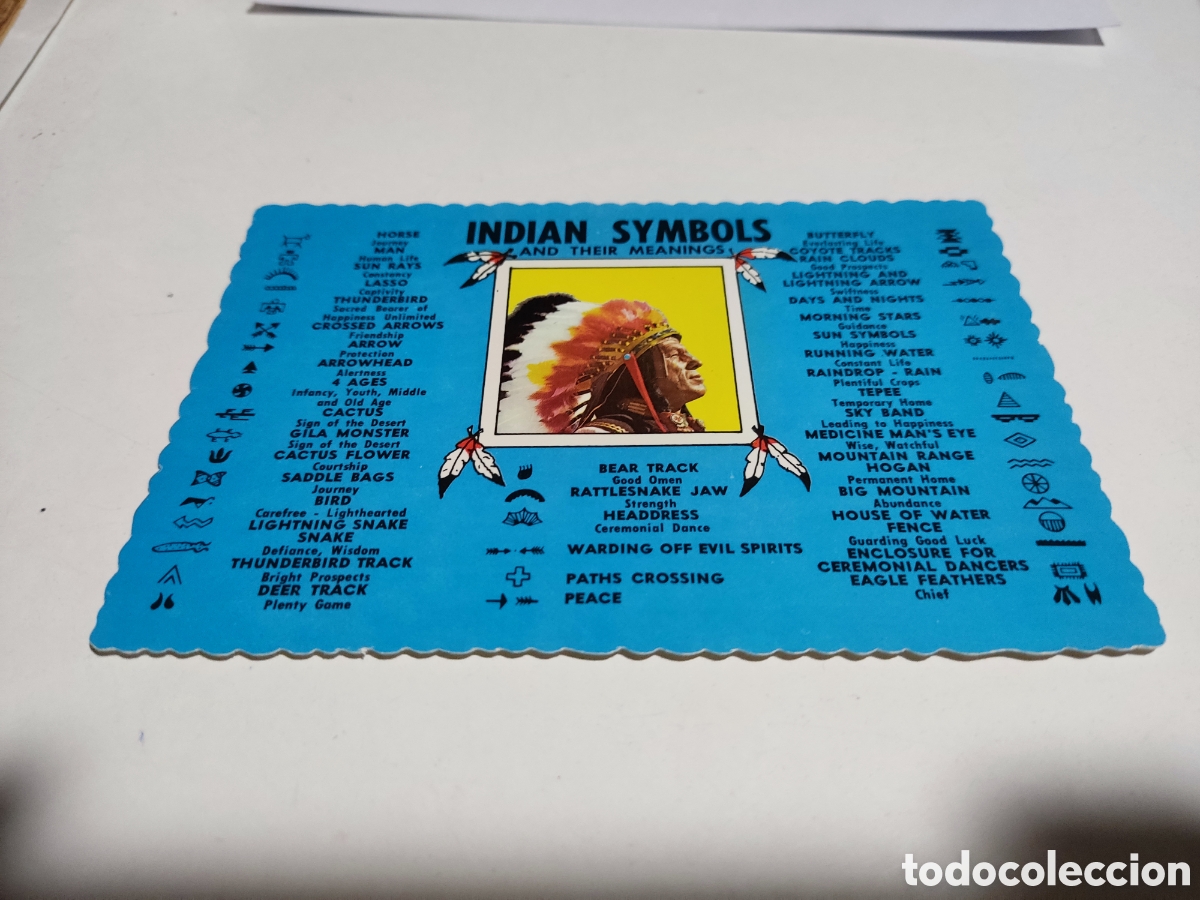 INDIAN SYMBOLS
AND THEIR MEANINGS
HORSE
Journey
MAN
Human Life
SUN RAYS
Constancy
LASSO
Captivity
THUNDERBIRD
Sacred Bearer of
Happiness Unlimited
CROSSED ARROWS
Friendship
ARROW
Protection
ARROWHEAD
Alertness
4 AGES
Infancy, Youth, Middle
and Old Age
CACTUS
Sign of the Desert
GILA MONSTER
Sign of the Desert
CACTUS FLOWER
Courtship
SADDLE BAGS
Journey
BIRD
Carefree - Lighthearted
LIGHTNING SNAKE
SNAKE
Defiance, Wisdom
THUNDERBIRD TRACK
Bright Prospects
DEER TRACK
Plenty Game
BEAR TRACK
Good Omen
RATTLESNAKE JAW
Strength
HEADDRESS
Ceremonial Dance
WARDING OFF EVIL SPIRITS
PATHS CROSSING
PEACE
BUTTERFLY
Everlasting Life
COYOTE TRACKS
RAIN CLOUDS
Good Prospects
LIGHTNING AND
LIGHTNING ARROW
Swiftness
DAYS AND NIGHTS
Time
MORNING STARS
Guidance
SUN SYMBOLS
Happiness
RUNNING WATER
Constant Life
RAINDROP - RAIN
Plentiful Crops
TEPEE
Temporary Home
SKY BAND
Leading to Happiness
MEDICINE MAN'S EYE
Wise, Watchful
MOUNTAIN RANGE
HOGAN
Permanent Home
BIG MOUNTAIN
Abundance
HOUSE OF WATER
FENCE
Guarding Good Luck
ENCLOSURE FOR
CEREMONIAL DANCERS
EAGLE FEATHERS
Chief
todocoleccion